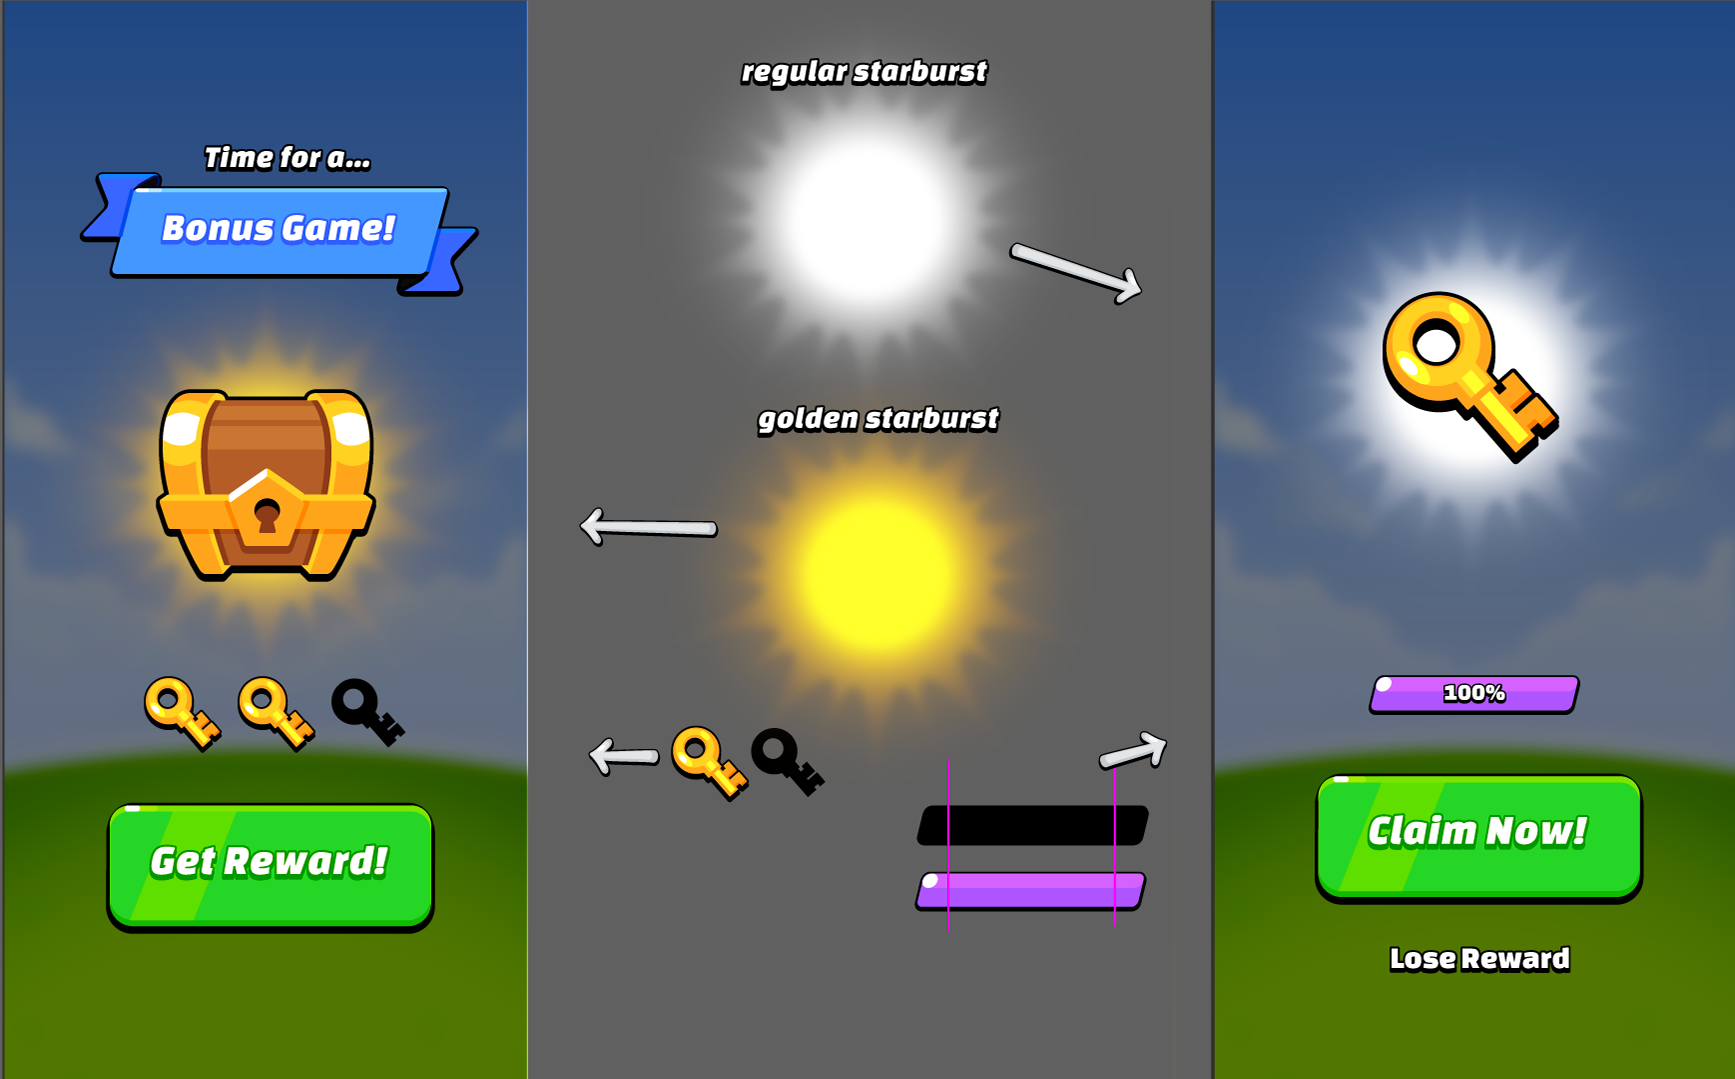 Time for a...
Bonus Game!
Get Reward!
regular starburst
golden starburst
100%
Claim Now!
Lose Reward